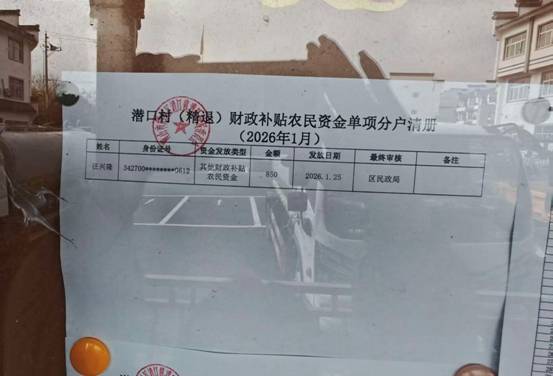 潜口村（精退）财政补贴农民资金单项分户清册
（2026年1月）
姓名 身份证号 资金发放类型 金额 发放日期 最终审核 备注
汪兴隆 342700********0612 其他财政补贴农民资金 850 2026.1.25 区民政局